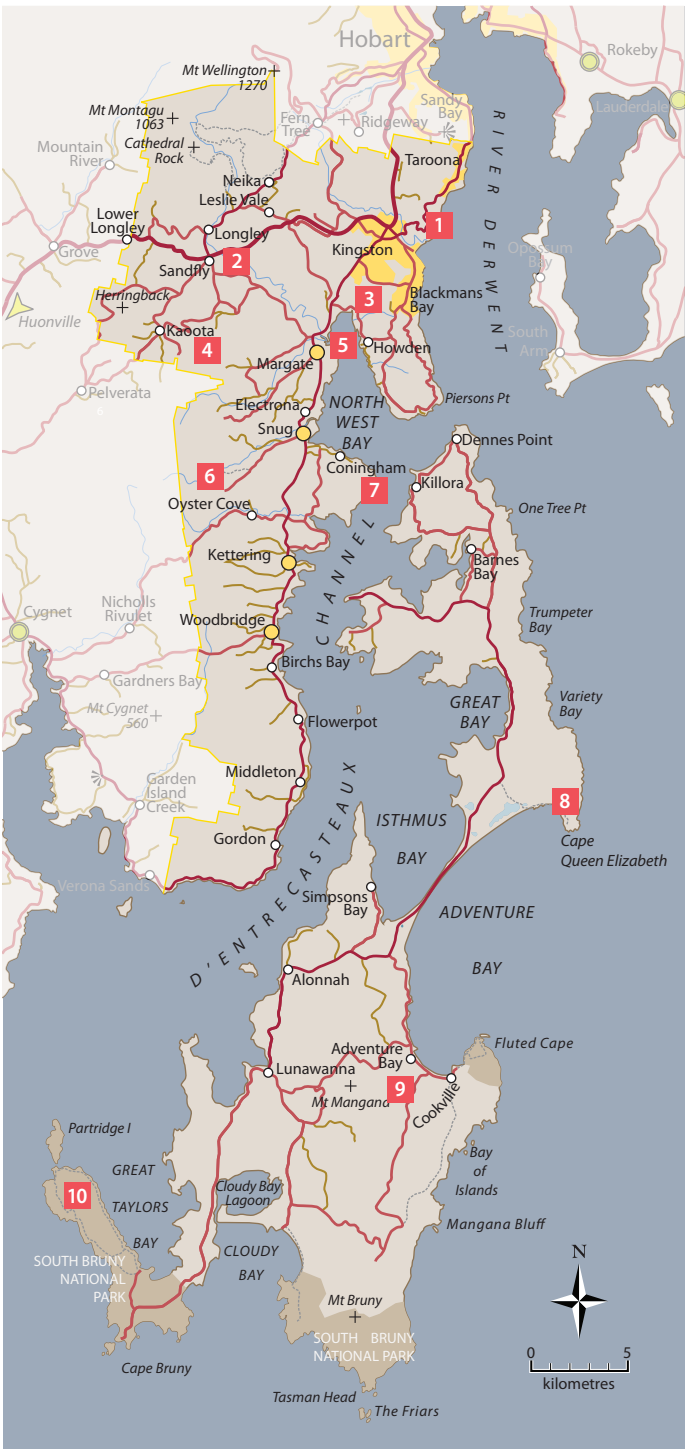 Hobart
Rokeby
Mt Wellington
1270
Mt Montagu
1063
Cathedral
Rock
Fern
Tree
Ridgeway
Sandy
Bay
Lauderdale
RIVER DERWENT
Mountain
River
Taroona
Neika
Leslie Vale
Lower
Longley
Longley
1
Grove
Kingston
2
Sandfly
Opossum
Bay
Herringback
3
Blackmans
Bay
Huonville
Kaoota
4
5
Howden
South
Arm
Margate
Pelverata
6
Electrona
NORTH
WEST
BAY
Piersons Pt
Snug
Dennes Point
Coningham
6
7
Killora
Oyster Cove
One Tree Pt
Kettering
Barnes
Bay
Cygnet
Nicholls
Rivulet
Woodbridge
Trumpeter
Bay
Birchs Bay
Gardners Bay
Mt Cygnet
560
GREAT
BAY
Variety
Bay
Flowerpot
Middleton
Garden
Island
Creek
8
ISTHMUS
BAY
Gordon
Cape
Queen Elizabeth
Verona Sands
Simpsons
Bay
D'ENTRECASTEAUX CHANNEL
ADVENTURE
BAY
Alonnah
Fluted Cape
Adventure
Bay
Lunawanna
Mt Mangana
9
Cookville
Partridge I
Bay
of
Islands
GREAT
TAYLORS
BAY
10
Cloudy Bay
Lagoon
Mangana Bluff
SOUTH BRUNY
NATIONAL
PARK
CLOUDY
BAY
N
Mt Bruny
SOUTH BRUNY
NATIONAL PARK
0 5
kilometres
Cape Bruny
Tasman Head
The Friars